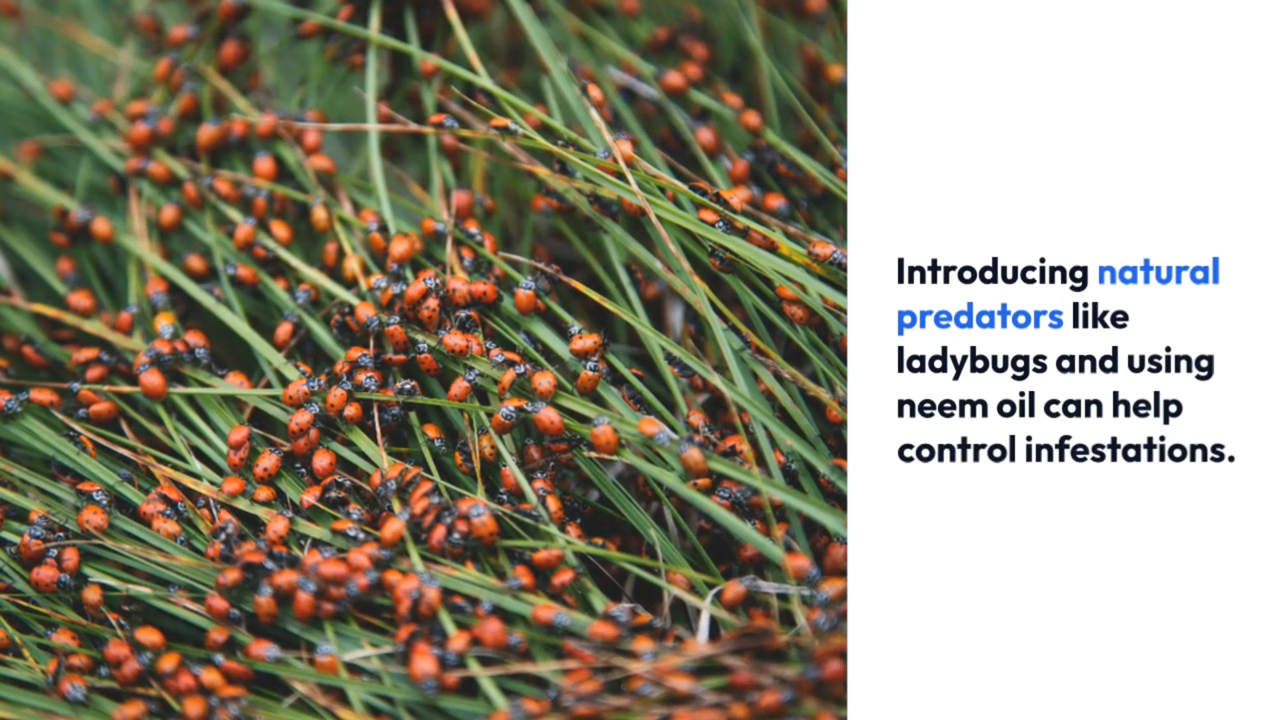 Introducing natural
predators like
ladybugs and using
neem oil can help
control infestations.